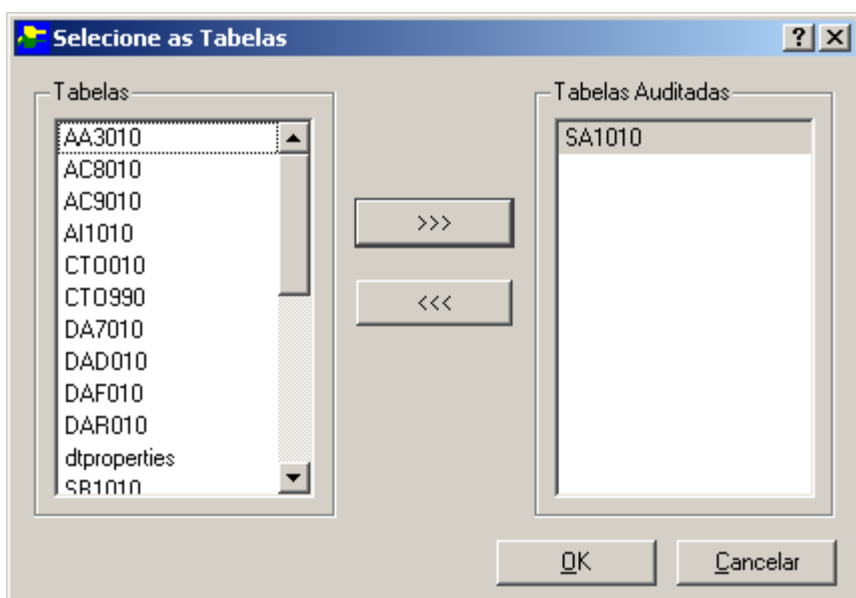 Selecione as Tabelas
Tabelas
AA3010
AC8010
AC9010
AI1010
CTO010
CTO990
DA7010
DAD010
DAF010
DAR010
dtproperties
SB1010
>>>
<<<
Tabelas Auditadas
SA1010
OK
Cancelar